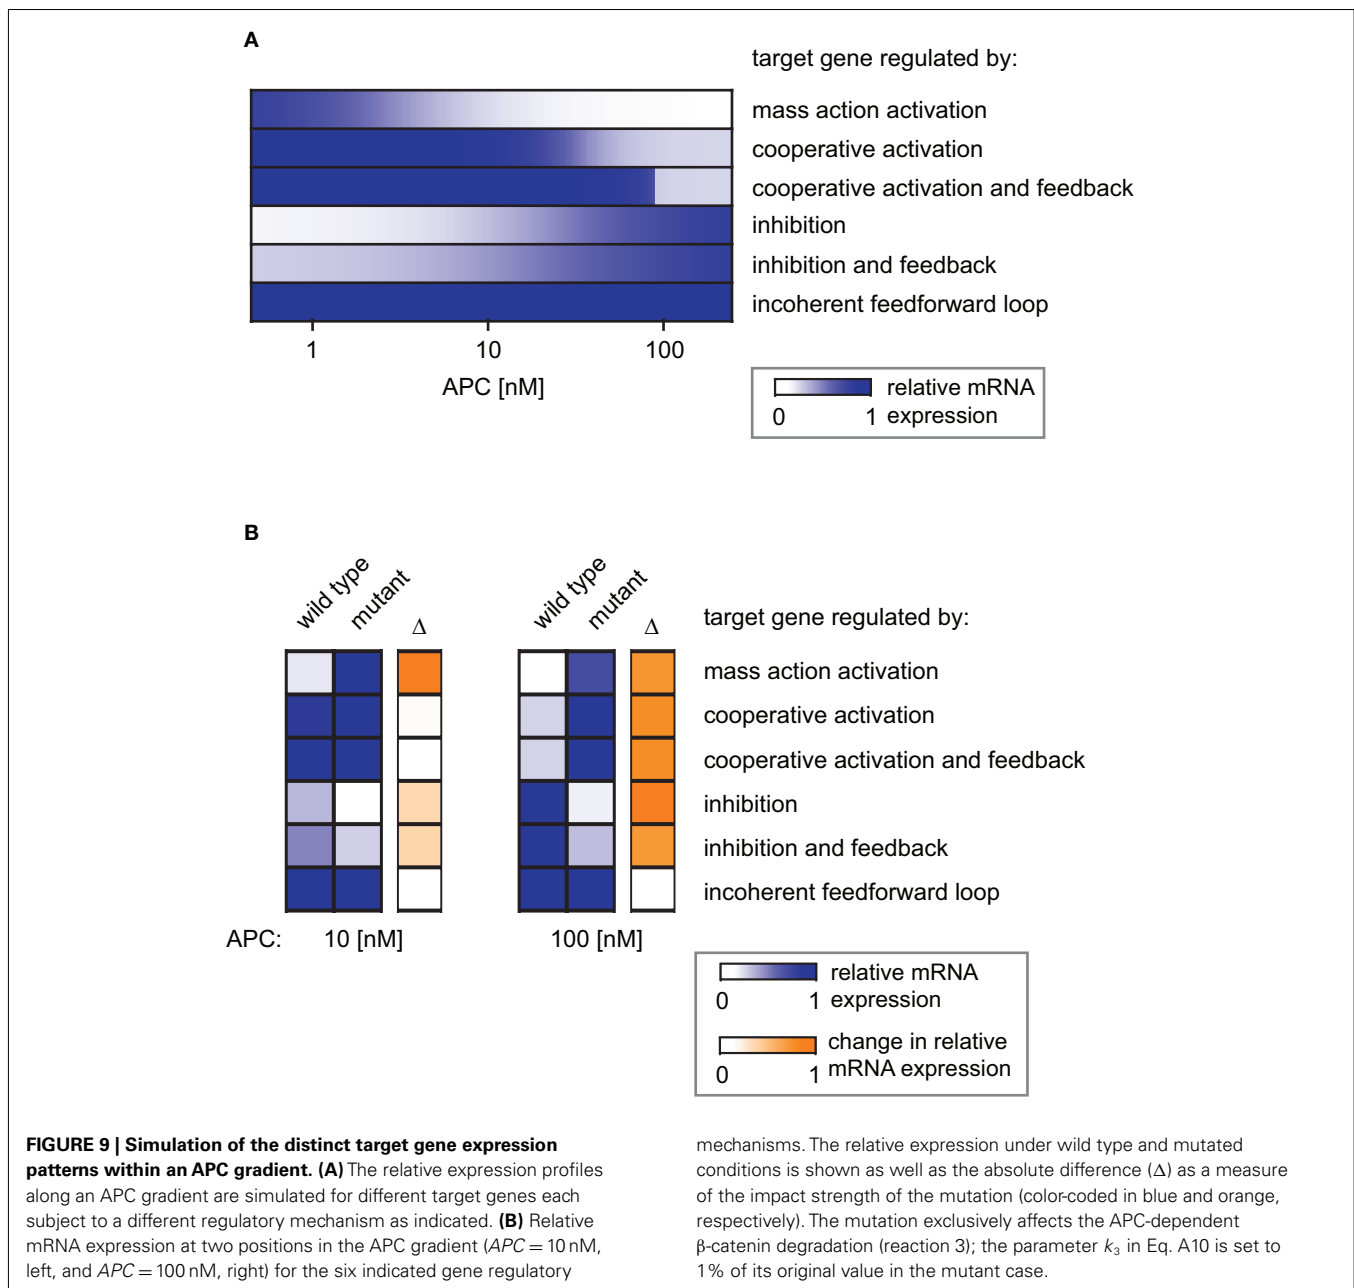 A
target gene regulated by:
mass action activation
cooperative activation
cooperative activation and feedback
inhibition
inhibition and feedback
incoherent feedforward loop
1 10 100
APC [nM]
relative mRNA
0 1 expression
B
wild type mutant Δ wild type mutant Δ
target gene regulated by:
mass action activation
cooperative activation
cooperative activation and feedback
inhibition
inhibition and feedback
incoherent feedforward loop
APC: 10 [nM] 100 [nM]
relative mRNA
0 1 expression
change in relative
0 1 mRNA expression
FIGURE 9 | Simulation of the distinct target gene expression
patterns within an APC gradient. (A) The relative expression profiles
along an APC gradient are simulated for different target genes each
subject to a different regulatory mechanism as indicated. (B) Relative
mRNA expression at two positions in the APC gradient (APC = 10 nM,
left, and APC = 100 nM, right) for the six indicated gene regulatory
mechanisms. The relative expression under wild type and mutated
conditions is shown as well as the absolute difference (Δ) as a measure
of the impact strength of the mutation (color-coded in blue and orange,
respectively). The mutation exclusively affects the APC-dependent
β-catenin degradation (reaction 3); the parameter k₃ in Eq. A10 is set to
1% of its original value in the mutant case.